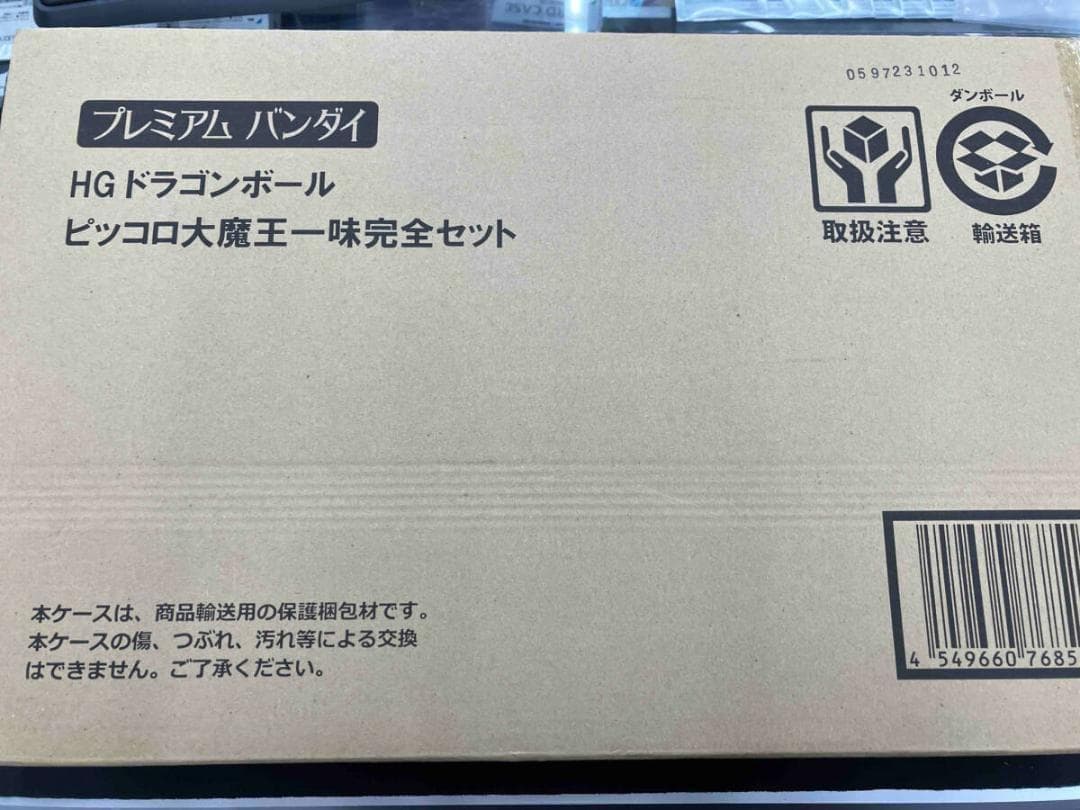 0597231012
プレミアム バンダイ
HGドラゴンボール
ピッコロ大魔王一味完全セット
ダンボール
取扱注意
輸送箱
本ケースは、商品輸送用の保護梱包材です。
本ケースの傷、つぶれ、汚れ等による交換
はできません。ご了承ください。
4 549660 7685